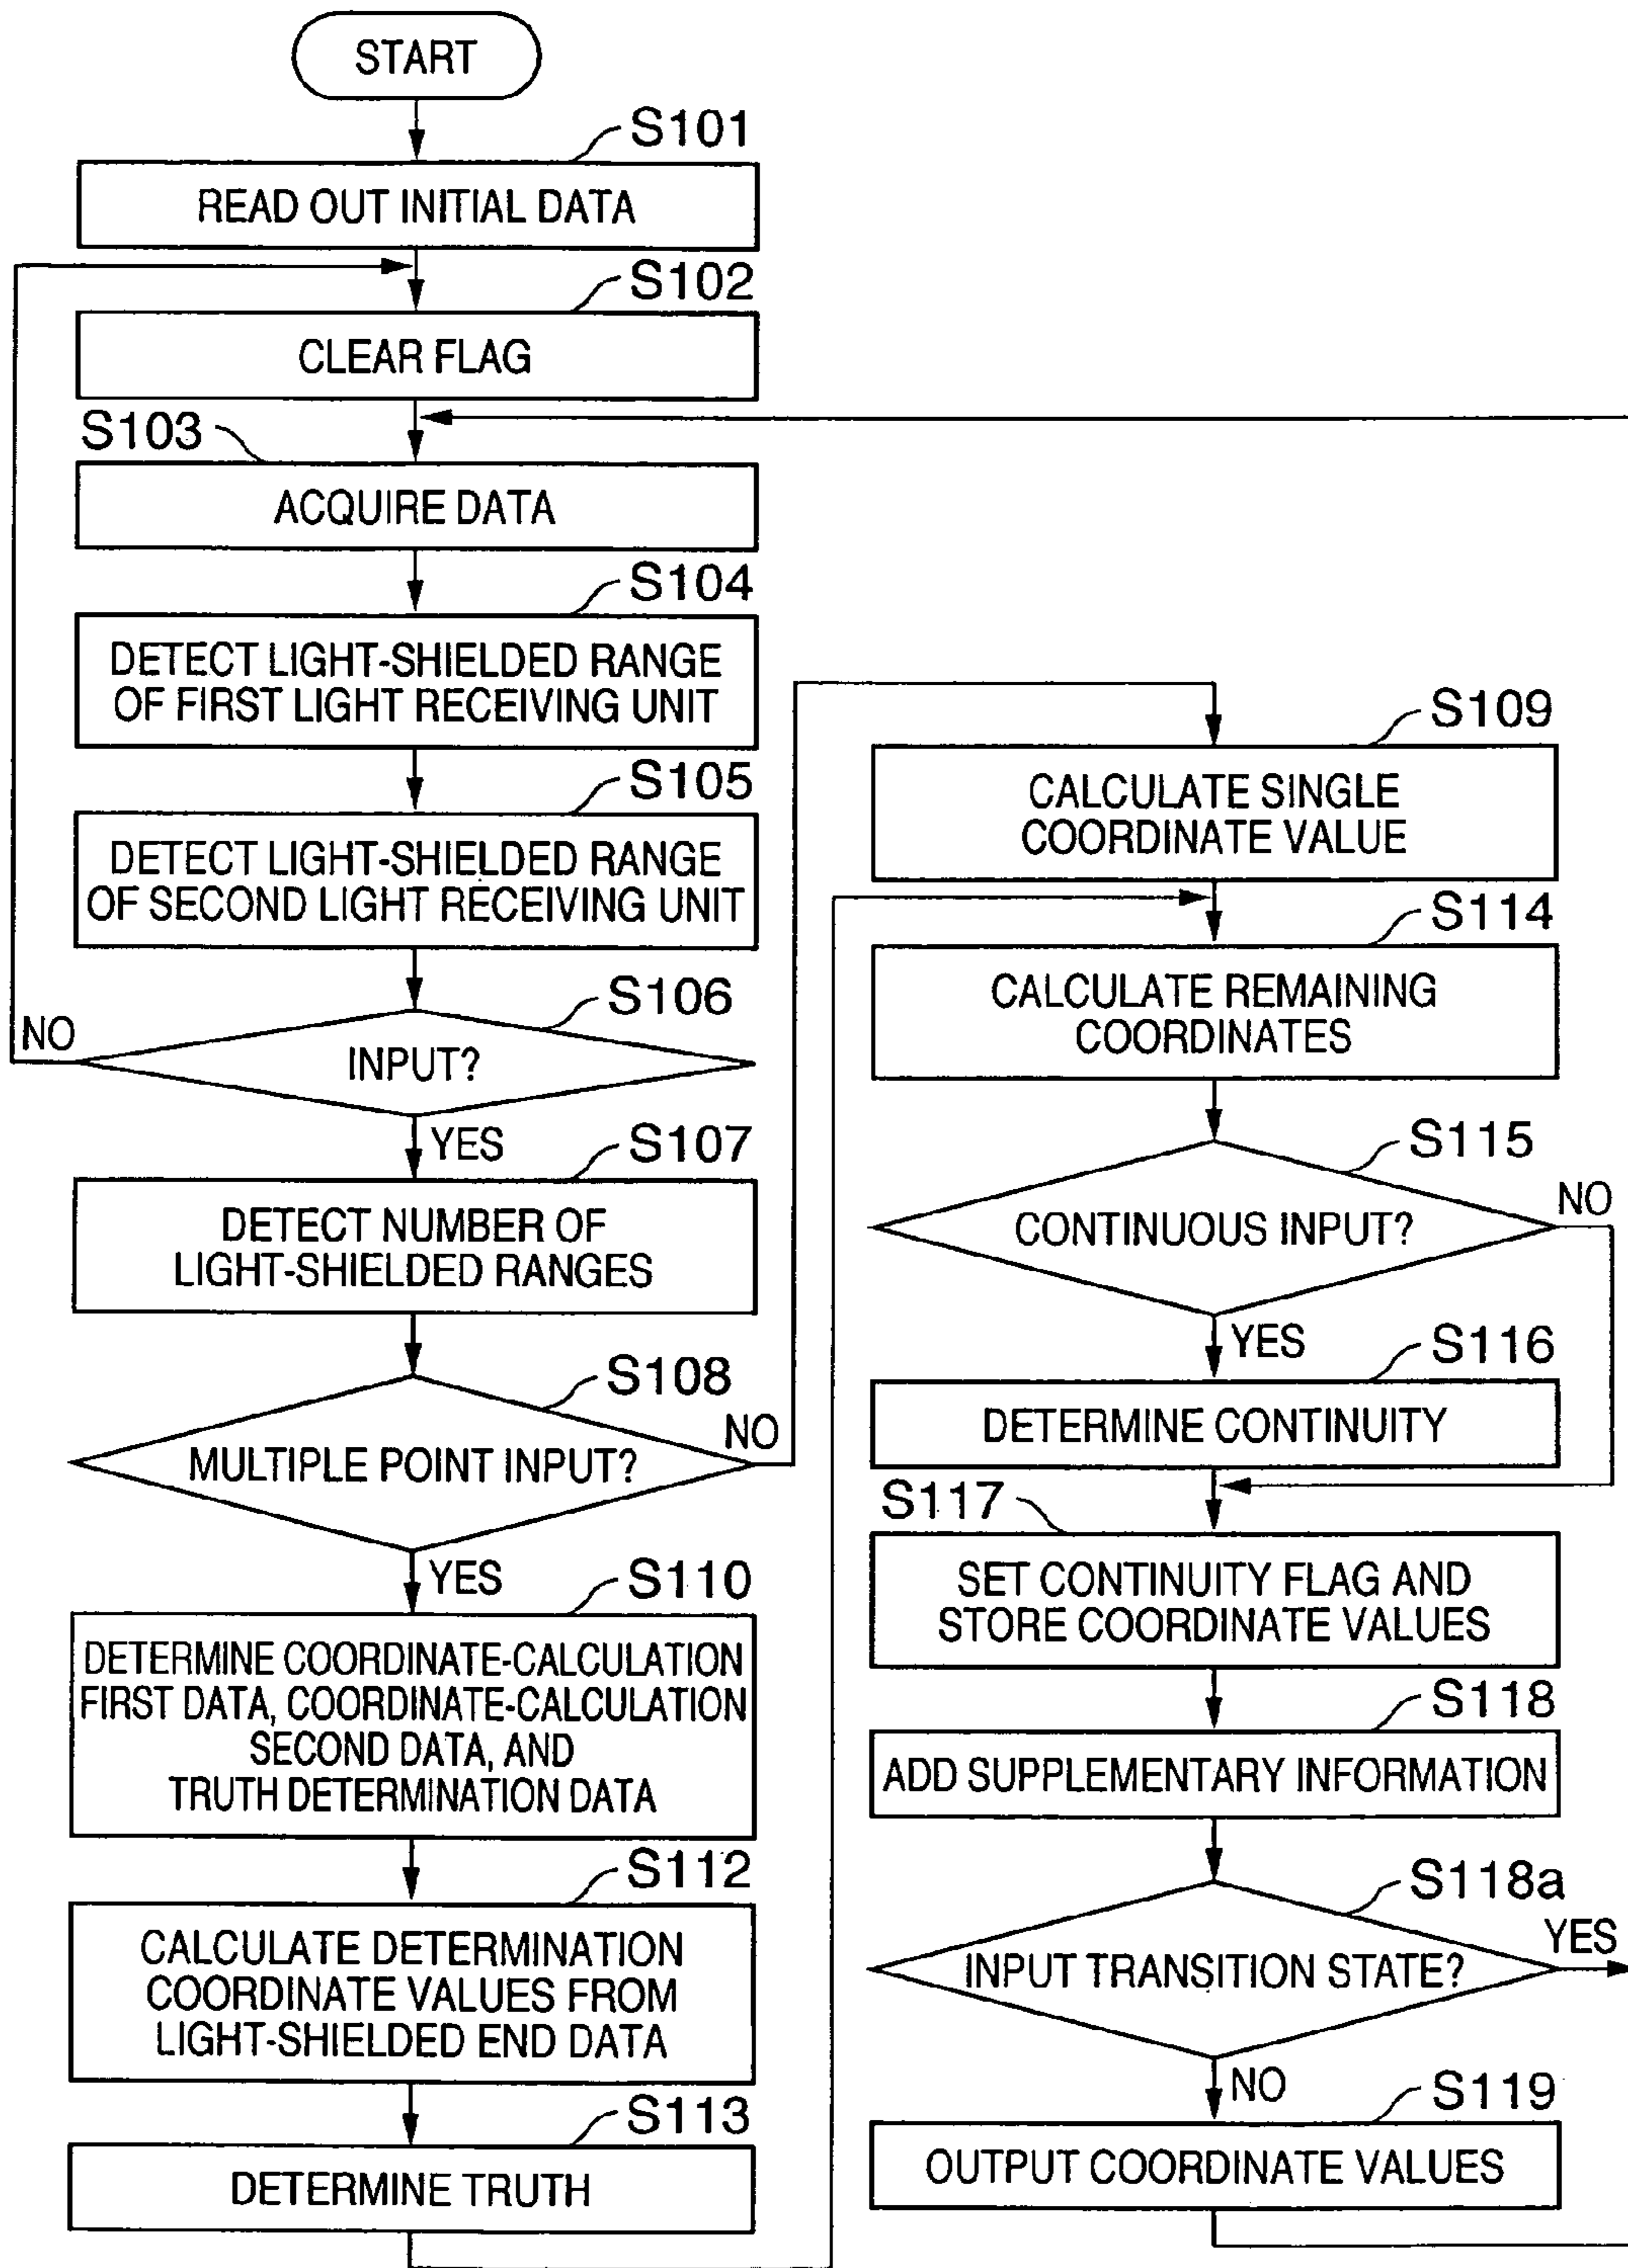 START
S101
READ OUT INITIAL DATA
S102
CLEAR FLAG
S103
ACQUIRE DATA
S104
DETECT LIGHT-SHIELDED RANGE
OF FIRST LIGHT RECEIVING UNIT
S105
DETECT LIGHT-SHIELDED RANGE
OF SECOND LIGHT RECEIVING UNIT
S106
NO
INPUT?
YES
S107
DETECT NUMBER OF
LIGHT-SHIELDED RANGES
S108
NO
MULTIPLE POINT INPUT?
YES
S110
DETERMINE COORDINATE-CALCULATION
FIRST DATA, COORDINATE-CALCULATION
SECOND DATA, AND
TRUTH DETERMINATION DATA
S112
CALCULATE DETERMINATION
COORDINATE VALUES FROM
LIGHT-SHIELDED END DATA
S113
DETERMINE TRUTH
S109
CALCULATE SINGLE
COORDINATE VALUE
S114
CALCULATE REMAINING
COORDINATES
S115
NO
CONTINUOUS INPUT?
YES
S116
DETERMINE CONTINUITY
S117
SET CONTINUITY FLAG AND
STORE COORDINATE VALUES
S118
ADD SUPPLEMENTARY INFORMATION
S118a
YES
INPUT TRANSITION STATE?
NO
S119
OUTPUT COORDINATE VALUES